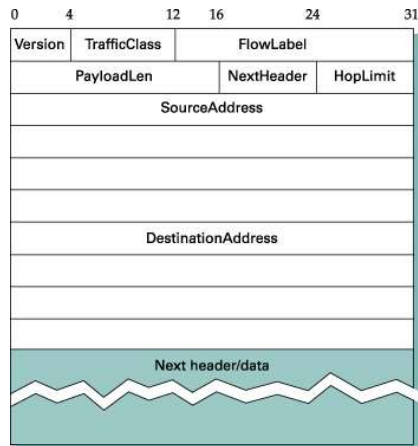 0 4 12 16 24 31
Version TrafficClass FlowLabel
PayloadLen NextHeader HopLimit
SourceAddress
DestinationAddress
Next header/data